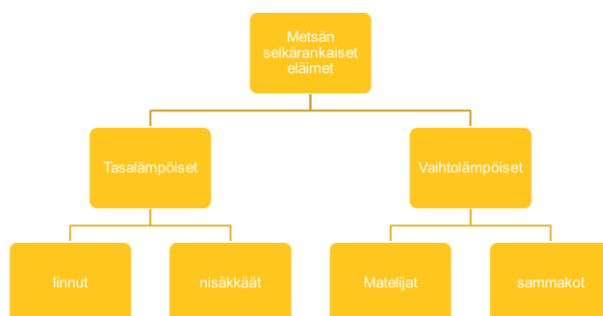 Metsän
selkärankaiset
eläimet
Tasalämpöiset
Vaihtolämpöiset
linnut
nisäkkäät
Matelijat
sammakot